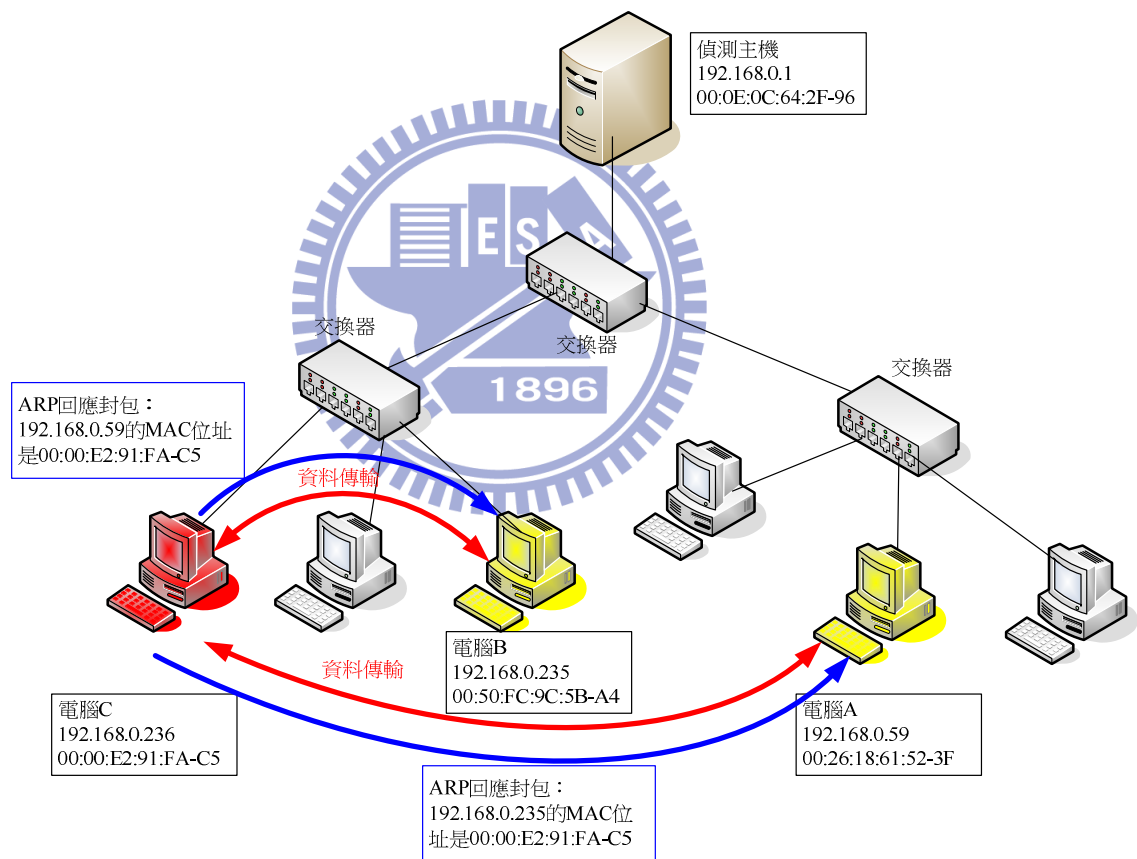 偵測主機
192.168.0.1
00:0E:0C:64:2F-96
E S A
交換器
交換器
交換器
1896
ARP回應封包：
192.168.0.59的MAC位址
是00:00:E2:91:FA-C5
資料傳輸
資料傳輸
電腦B
192.168.0.235
00:50:FC:9C:5B-A4
電腦C
192.168.0.236
00:00:E2:91:FA-C5
電腦A
192.168.0.59
00:26:18:61:52-3F
ARP回應封包：
192.168.0.235的MAC位
址是00:00:E2:91:FA-C5